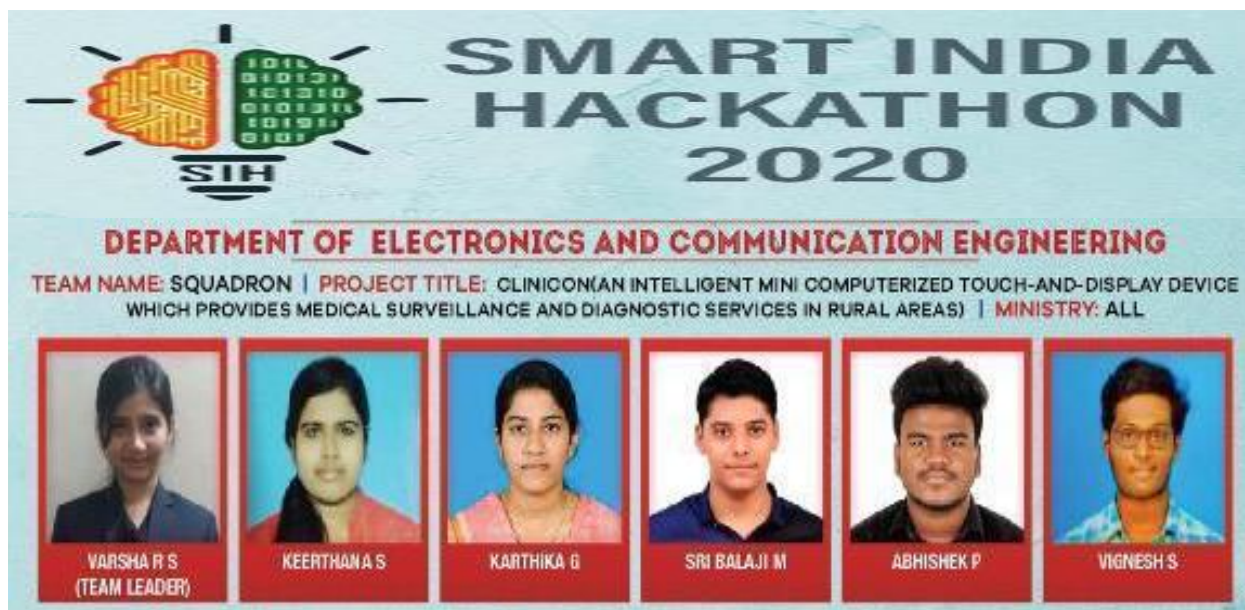 SMART INDIA
HACKATHON
2020
SIH
DEPARTMENT OF ELECTRONICS AND COMMUNICATION ENGINEERING
TEAM NAME: SQUADRON | PROJECT TITLE: CLINICON(AN INTELLIGENT MINI COMPUTERIZED TOUCH-AND-DISPLAY DEVICE
WHICH PROVIDES MEDICAL SURVEILLANCE AND DIAGNOSTIC SERVICES IN RURAL AREAS) | MINISTRY: ALL
VARSHA R S
(TEAM LEADER)
KEERTHANA S
KARTHIKA G
SRI BALAJI M
ABHISHEK P
VIGNESH S